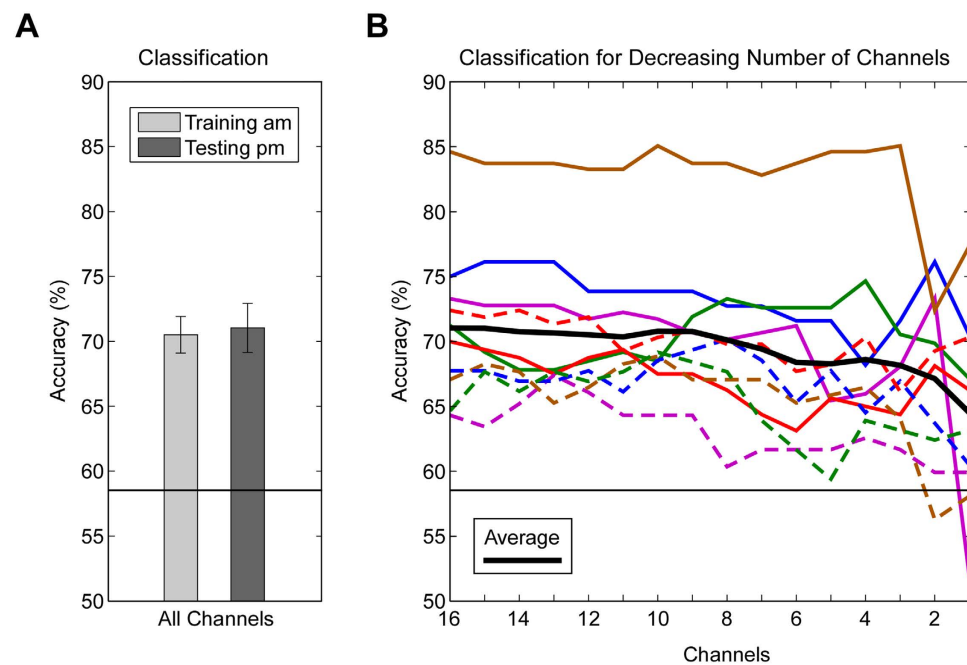 A
Classification
Accuracy (%)
90
85
80
75
70
65
60
55
50
Training am
Testing pm
All Channels
B
Classification for Decreasing Number of Channels
Accuracy (%)
90
85
80
75
70
65
60
55
50
Average
16 14 12 10 8 6 4 2
Channels